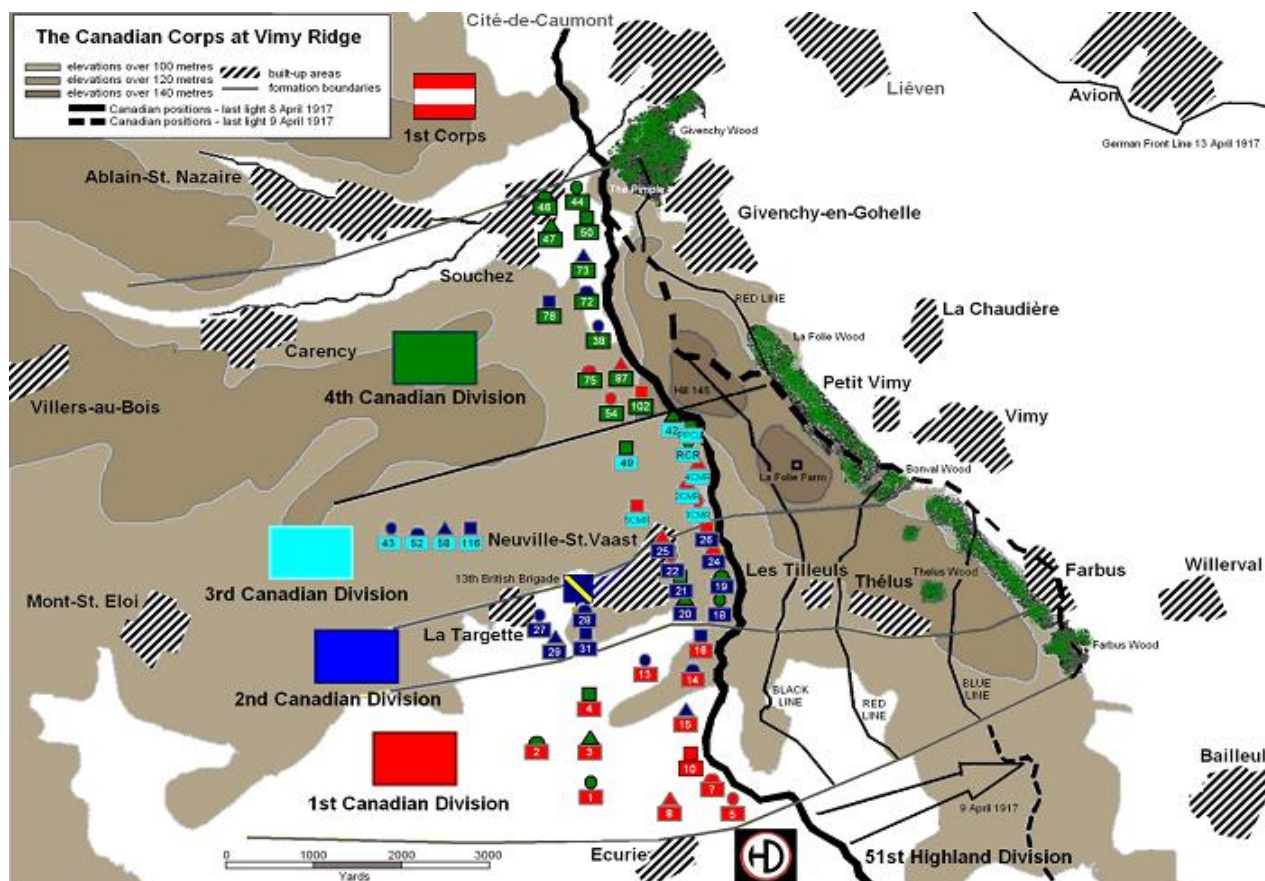 The Canadian Corps at Vimy Ridge
elevations over 100 metres
elevations over 120 metres
elevations over 140 metres
built-up areas
formation boundaries
Canadian positions - last light 8 April 1917
Canadian positions - last light 9 April 1917
Cité-de-Caumont
Liéven
Avion
1st Corps
Givenchy Wood
German Front Line 13 April 1917
Ablain-St. Nazaire
The Pimple
44
46
50
47
Givenchy-en-Gohelle
Souchez
73
RED LINE
72
78
La Chaudière
38
La Folie Wood
Carency
87
75
Petit Vimy
Hill 145
4th Canadian Division
102
54
Villers-au-Bois
Vimy
42
PPCLI
49
RCR
Bonval Wood
4CMR
La Folie Farm
2CMR
1CMR
5CMR
43
52
58
116
Neuville-St.Vaast
26
25
24
Les Tilleuls
Thélus
Thelus Wood
Farbus
Willerval
13th British Brigade
22
19
21
3rd Canadian Division
Mont-St. Eloi
20
18
28
27
La Targette
31
29
16
Farbus Wood
13
14
2nd Canadian Division
BLACK
LINE
RED
LINE
BLUE
LINE
4
15
2
3
10
Bailleul
7
1st Canadian Division
1
8
5
9 April 1917
0
1000
2000
3000
Yards
Ecurie
HD
51st Highland Division